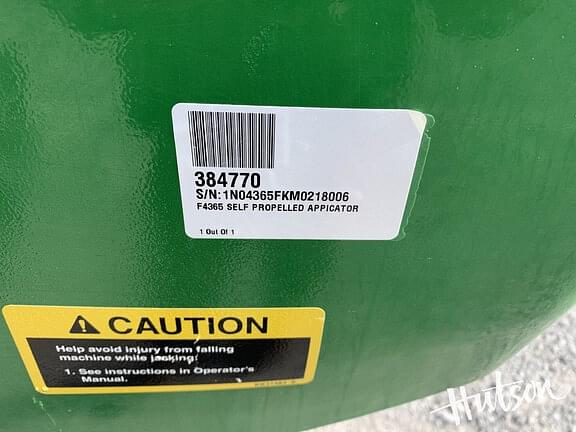 384770
S/N:1N04365FKM0218006
F4365 SELF PROPELLED APPICATOR
1 Out Of 1
CAUTION
Help avoid injury from falling
machine while jacking:
1. See instructions in Operator's
Manual.
Hutson